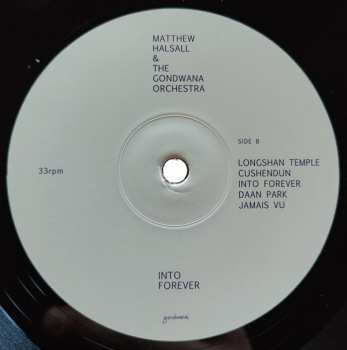 MATTHEW
HALSALL
&
THE
GONDWANA
ORCHESTRA
SIDE B
33rpm
LONGSHAN TEMPLE
CUSHENDUN
INTO FOREVER
DAAN PARK
JAMAIS VU
INTO
FOREVER
gondwana